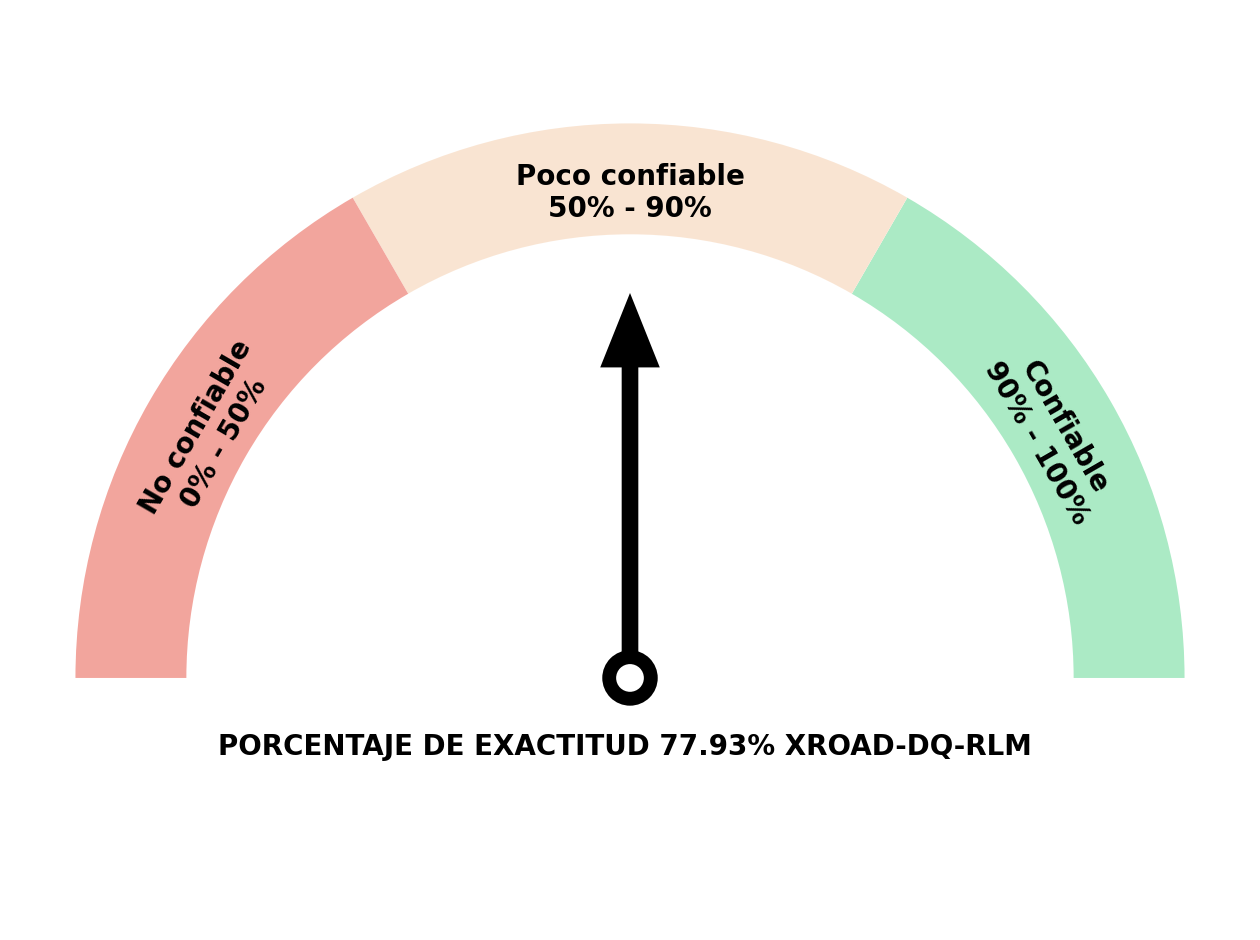 Poco confiable
50% - 90%
No confiable
0% - 50%
Confiable
90% - 100%
PORCENTAJE DE EXACTITUD 77.93% XROAD-DQ-RLM